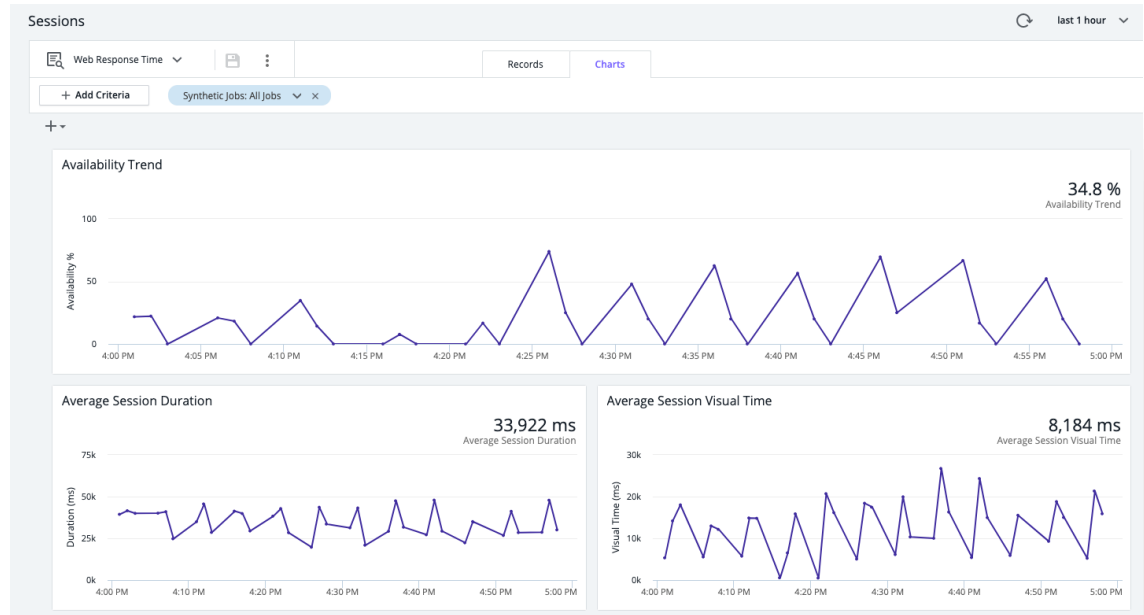 Sessions
last 1 hour
Web Response Time
Records
Charts
+ Add Criteria
Synthetic Jobs: All Jobs
Availability Trend
34.8 %
Availability Trend
100
50
0
Availability %
4:00 PM 4:05 PM 4:10 PM 4:15 PM 4:20 PM 4:25 PM 4:30 PM 4:35 PM 4:40 PM 4:45 PM 4:50 PM 4:55 PM 5:00 PM
Average Session Duration
33,922 ms
Average Session Duration
75k
50k
25k
0k
Duration (ms)
4:00 PM 4:10 PM 4:20 PM 4:30 PM 4:40 PM 4:50 PM 5:00 PM
Average Session Visual Time
8,184 ms
Average Session Visual Time
30k
20k
10k
0k
Visual Time (ms)
4:00 PM 4:10 PM 4:20 PM 4:30 PM 4:40 PM 4:50 PM 5:00 PM